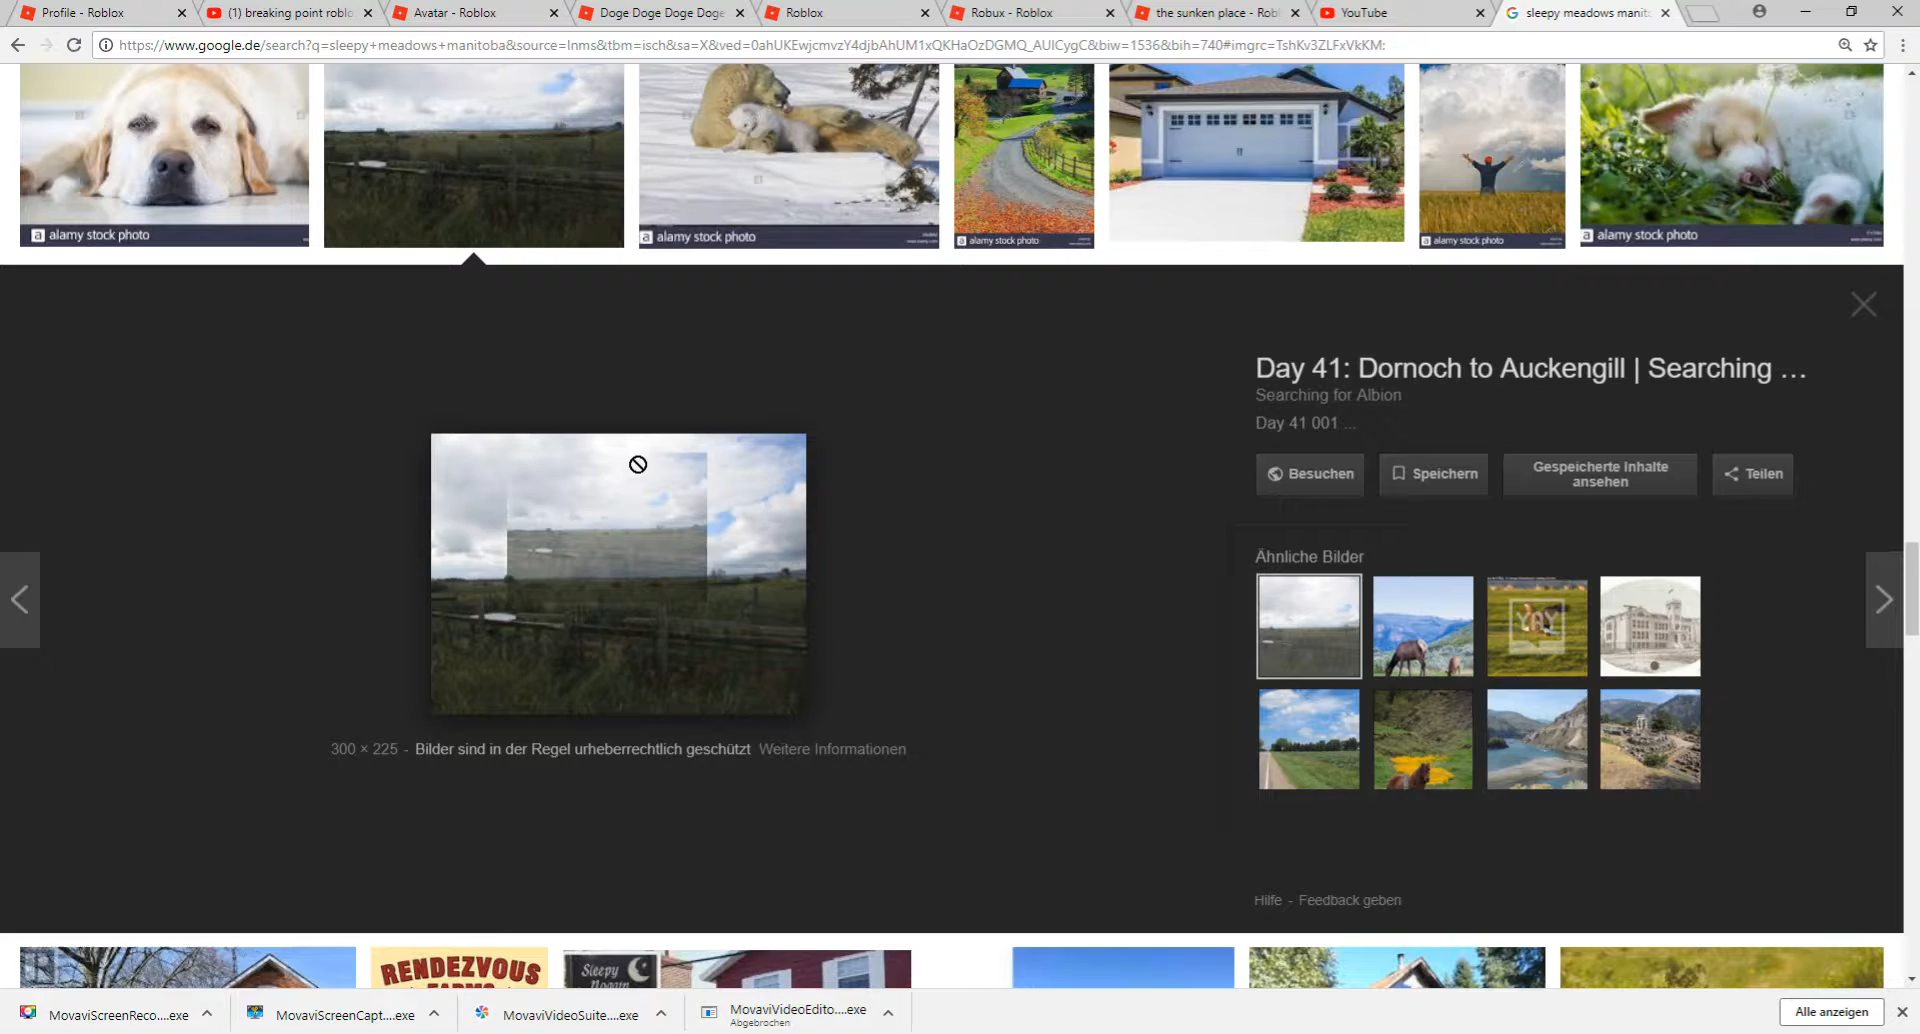 Profile - Roblox
(1) breaking point roblo
Avatar - Roblox
Doge Doge Doge Doge
Roblox
Robux - Roblox
the sunken place - Rob
YouTube
sleepy meadows manit
https://www.google.de/search?q=sleepy+meadows+manitoba&source=lnms&tbm=isch&sa=X&ved=0ahUKEwjcmvzY4djbAhUM1xQKHaOzDGMQ_AUICygC&biw=1536&bih=740#imgrc=TshKv3ZLFxVkKM:
a alamy stock photo
a alamy stock photo
a alamy stock photo
a alamy stock photo
a alamy stock photo
Day 41: Dornoch to Auckengill | Searching ...
Searching for Albion
Day 41 001 ...
Besuchen
Speichern
Gespeicherte Inhalte ansehen
Teilen
Ähnliche Bilder
YAY
300 × 225 - Bilder sind in der Regel urheberrechtlich geschützt Weitere Informationen
Hilfe - Feedback geben
RENDEZVOUS
FARMS
Sleepy
Noggin
MovaviScreenReco....exe
MovaviScreenCapt....exe
MovaviVideoSuite....exe
MovaviVideoEdito....exe
Abgebrochen
Alle anzeigen